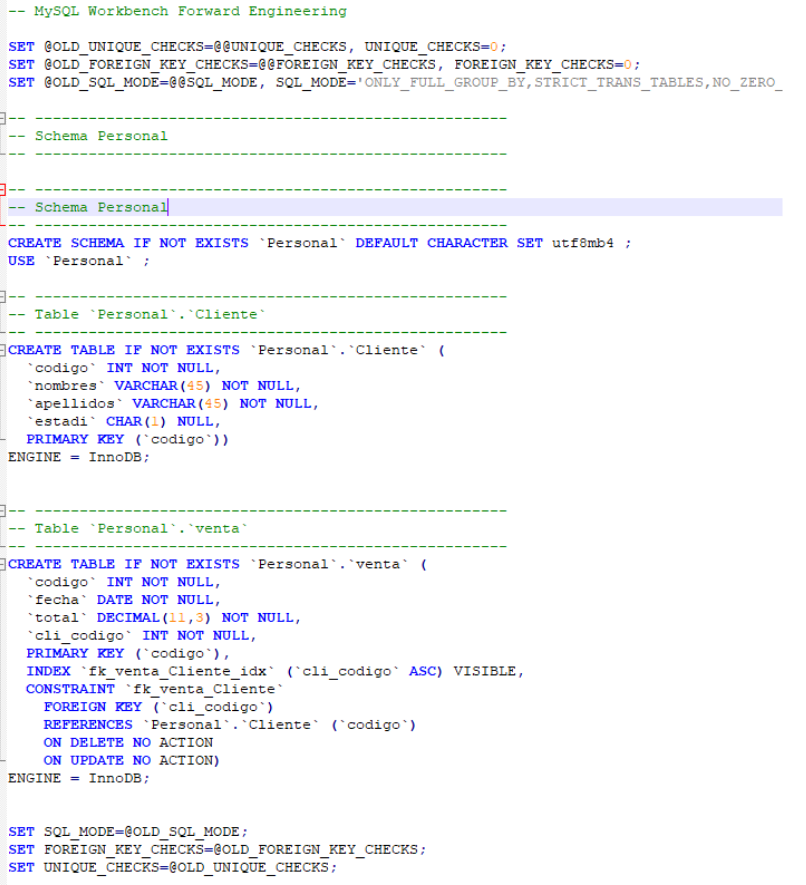 -- MySQL Workbench Forward Engineering
SET @OLD_UNIQUE_CHECKS=@@UNIQUE_CHECKS, UNIQUE_CHECKS=0;
SET @OLD_FOREIGN_KEY_CHECKS=@@FOREIGN_KEY_CHECKS, FOREIGN_KEY_CHECKS=0;
SET @OLD_SQL_MODE=@@SQL_MODE, SQL_MODE='ONLY_FULL_GROUP_BY,STRICT_TRANS_TABLES,NO_ZERO_
-- -----------------------------------------------------
-- Schema Personal
-- -----------------------------------------------------
-- -----------------------------------------------------
-- Schema Personal
-- -----------------------------------------------------
CREATE SCHEMA IF NOT EXISTS `Personal` DEFAULT CHARACTER SET utf8mb4 ;
USE `Personal` ;
-- -----------------------------------------------------
-- Table `Personal`.`Cliente`
-- -----------------------------------------------------
CREATE TABLE IF NOT EXISTS `Personal`.`Cliente` (
  `codigo` INT NOT NULL,
  `nombres` VARCHAR(45) NOT NULL,
  `apellidos` VARCHAR(45) NOT NULL,
  `estadi` CHAR(1) NULL,
  PRIMARY KEY (`codigo`))
ENGINE = InnoDB;
-- -----------------------------------------------------
-- Table `Personal`.`venta`
-- -----------------------------------------------------
CREATE TABLE IF NOT EXISTS `Personal`.`venta` (
  `codigo` INT NOT NULL,
  `fecha` DATE NOT NULL,
  `total` DECIMAL(11,3) NOT NULL,
  `cli_codigo` INT NOT NULL,
  PRIMARY KEY (`codigo`),
  INDEX `fk_venta_Cliente_idx` (`cli_codigo` ASC) VISIBLE,
  CONSTRAINT `fk_venta_Cliente`
    FOREIGN KEY (`cli_codigo`)
    REFERENCES `Personal`.`Cliente` (`codigo`)
    ON DELETE NO ACTION
    ON UPDATE NO ACTION)
ENGINE = InnoDB;
SET SQL_MODE=@OLD_SQL_MODE;
SET FOREIGN_KEY_CHECKS=@OLD_FOREIGN_KEY_CHECKS;
SET UNIQUE_CHECKS=@OLD_UNIQUE_CHECKS;